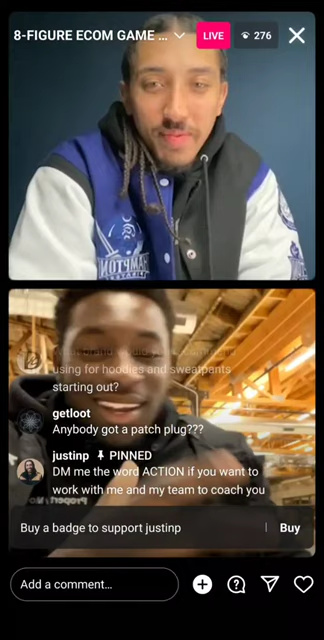 8-FIGURE ECOM GAME ...
LIVE
276
HAMPTON
using for hoodies and sweatpants
starting out?
getloot
Anybody got a patch plug???
justinp PINNED
DM me the word ACTION if you want to
work with me and my team to coach you
Buy a badge to support justinp
Buy
Add a comment...